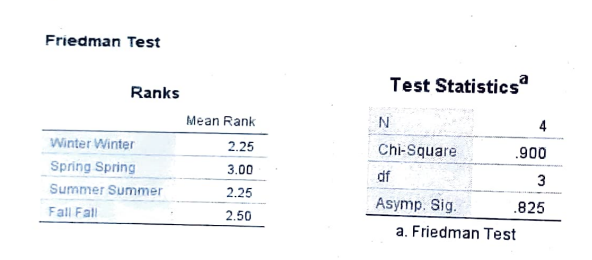 Friedman Test
Ranks
Mean Rank
Winter Winter 2.25
Spring Spring 3.00
Summer Summer 2.25
Fall Fall 2.50
Test Statisticsa
N 4
Chi-Square .900
df 3
Asymp. Sig. .825
a. Friedman Test